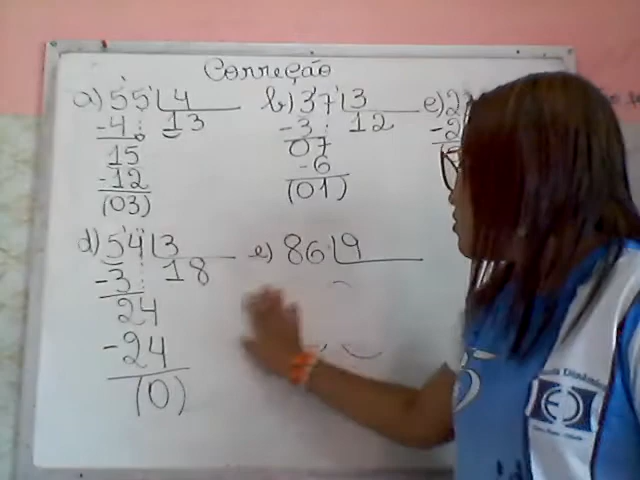 Correção
a) 55 4
-4 13
15
-12
(03)
b) 37 3
-3 12
07
-6
(01)
c) 2
-2
d) 54 3
-3 18
24
-24
(0)
e) 86 9